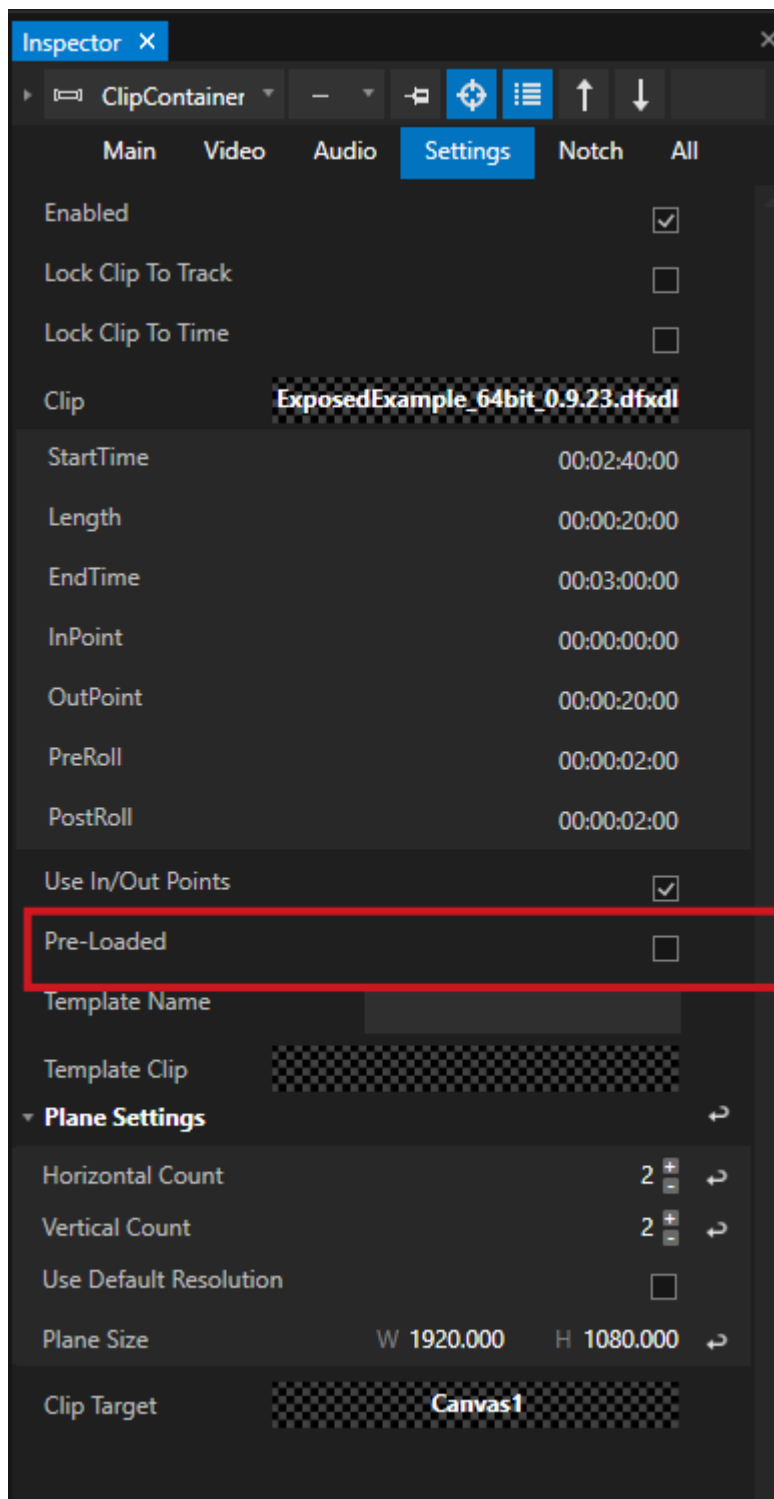 Inspector
ClipContainer
Main Video Audio Settings Notch All
Enabled
Lock Clip To Track
Lock Clip To Time
Clip ExposedExample_64bit_0.9.23.dfxdl
StartTime 00:02:40:00
Length 00:00:20:00
EndTime 00:03:00:00
InPoint 00:00:00:00
OutPoint 00:00:20:00
PreRoll 00:00:02:00
PostRoll 00:00:02:00
Use In/Out Points
Pre-Loaded
Template Name
Template Clip
Plane Settings
Horizontal Count 2
Vertical Count 2
Use Default Resolution
Plane Size W 1920.000 H 1080.000
Clip Target Canvas1